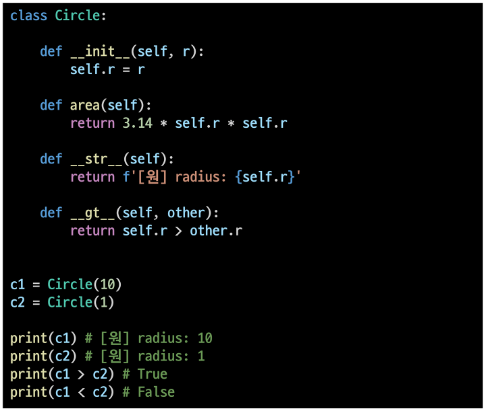 class Circle:
    def __init__(self, r):
        self.r = r
    def area(self):
        return 3.14 * self.r * self.r
    def __str__(self):
        return f'[원] radius: {self.r}'
    def __gt__(self, other):
        return self.r > other.r
c1 = Circle(10)
c2 = Circle(1)
print(c1) # [원] radius: 10
print(c2) # [원] radius: 1
print(c1 > c2) # True
print(c1 < c2) # False